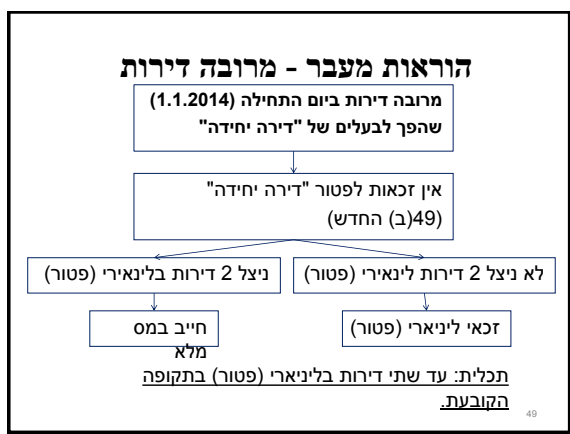 הוראות מעבר - מרובה דירות
מרובה דירות ביום התחילה (1.1.2014)
שהפך לבעלים של "דירה יחידה"
אין זכאות לפטור "דירה יחידה"
(49(ב) החדש)
לא ניצל 2 דירות לינארי (פטור)
ניצל 2 דירות בלינארי (פטור)
זכאי ליניארי (פטור)
חייב במס
מלא
תכלית: עד שתי דירות בליניארי (פטור) בתקופה
הקובעת.
49